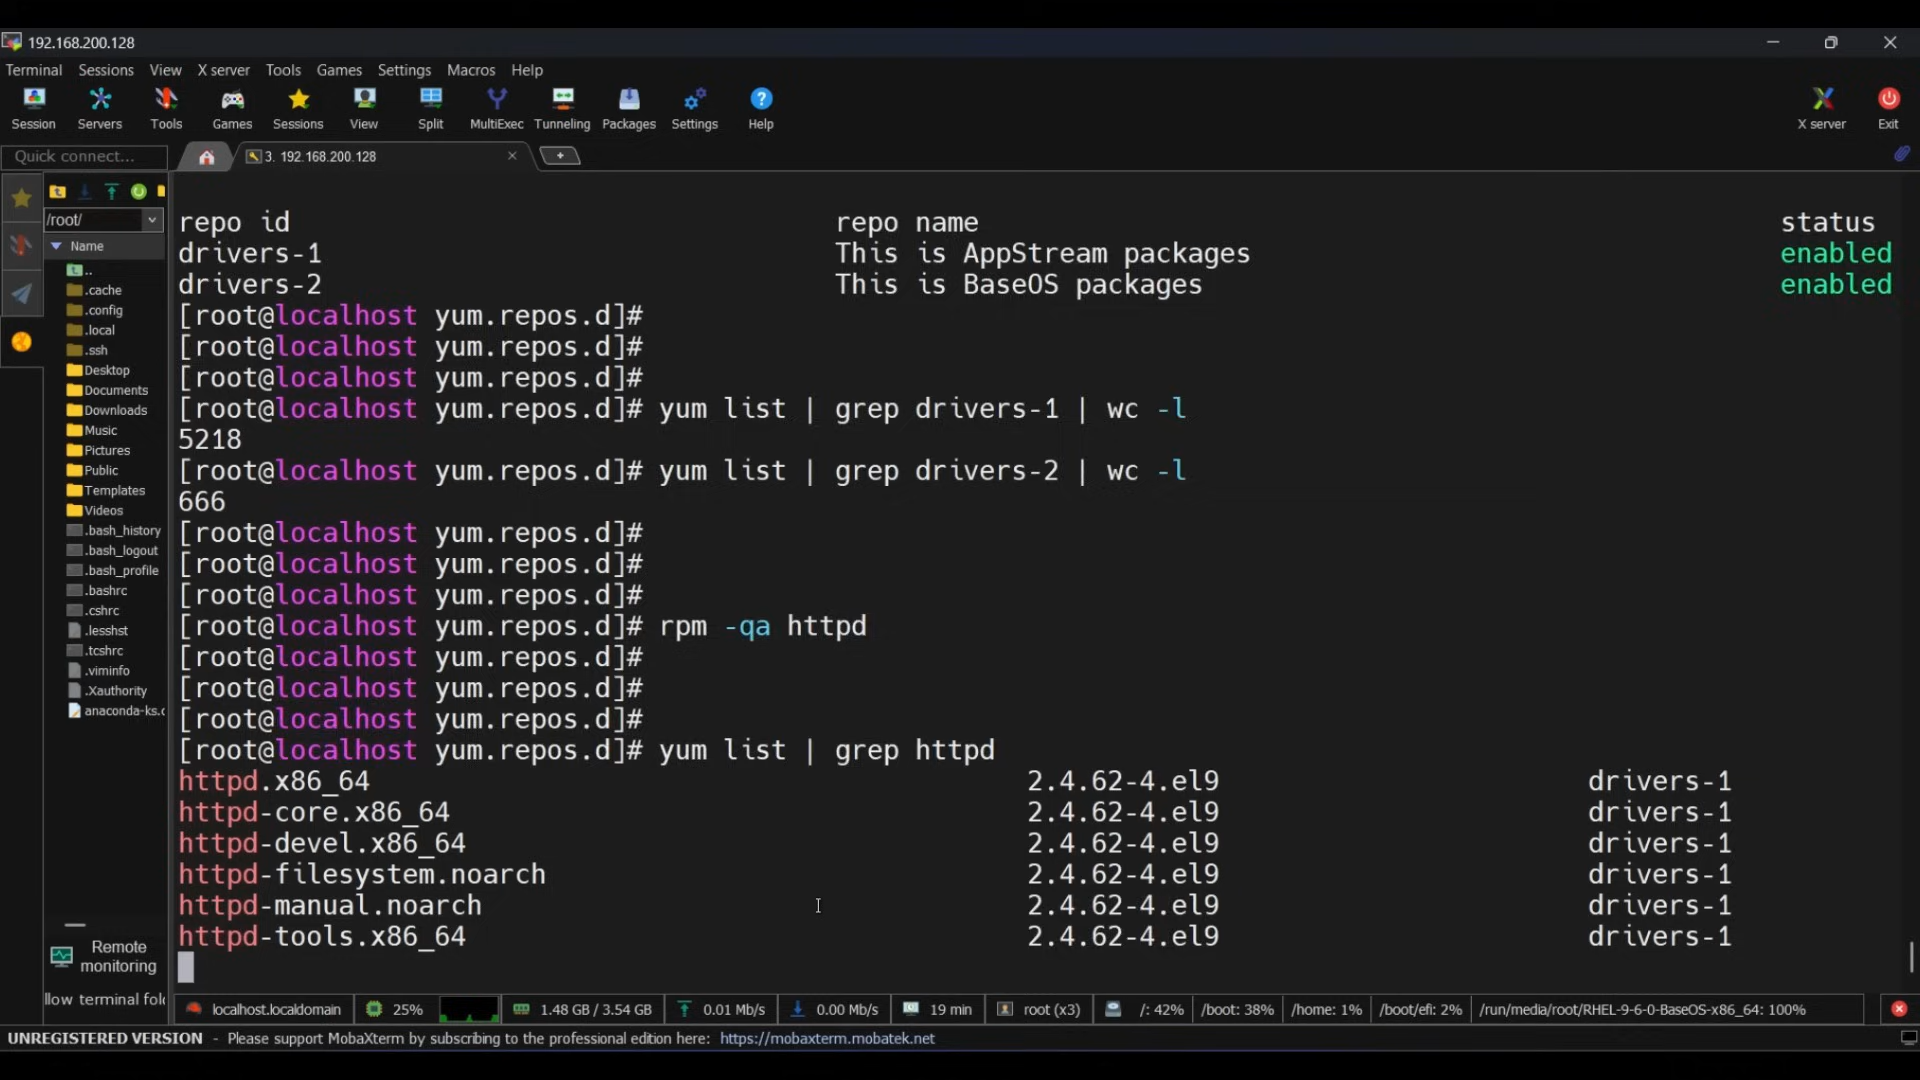 192.168.200.128
Terminal Sessions View X server Tools Games Settings Macros Help
Session Servers Tools Games Sessions View Split MultiExec Tunneling Packages Settings Help X server Exit
Quick connect... 3. 192.168.200.128
/root/
Name
..
.cache
.config
.local
.ssh
Desktop
Documents
Downloads
Music
Pictures
Public
Templates
Videos
.bash_history
.bash_logout
.bash_profile
.bashrc
.cshrc
.lesshst
.tcshrc
.viminfo
.Xauthority
anaconda-ks.c
Remote
monitoring
llow terminal fol
repo id repo name status
drivers-1 This is AppStream packages enabled
drivers-2 This is BaseOS packages enabled
[root@localhost yum.repos.d]#
[root@localhost yum.repos.d]#
[root@localhost yum.repos.d]#
[root@localhost yum.repos.d]# yum list | grep drivers-1 | wc -l
5218
[root@localhost yum.repos.d]# yum list | grep drivers-2 | wc -l
666
[root@localhost yum.repos.d]#
[root@localhost yum.repos.d]#
[root@localhost yum.repos.d]#
[root@localhost yum.repos.d]# rpm -qa httpd
[root@localhost yum.repos.d]#
[root@localhost yum.repos.d]#
[root@localhost yum.repos.d]#
[root@localhost yum.repos.d]# yum list | grep httpd
httpd.x86_64 2.4.62-4.el9 drivers-1
httpd-core.x86_64 2.4.62-4.el9 drivers-1
httpd-devel.x86_64 2.4.62-4.el9 drivers-1
httpd-filesystem.noarch 2.4.62-4.el9 drivers-1
httpd-manual.noarch 2.4.62-4.el9 drivers-1
httpd-tools.x86_64 2.4.62-4.el9 drivers-1
localhost.localdomain 25% 1.48 GB / 3.54 GB 0.01 Mb/s 0.00 Mb/s 19 min root (x3) /: 42% /boot: 38% /home: 1% /boot/efi: 2% /run/media/root/RHEL-9-6-0-BaseOS-x86_64: 100%
UNREGISTERED VERSION - Please support MobaXterm by subscribing to the professional edition here: https://mobaxterm.mobatek.net